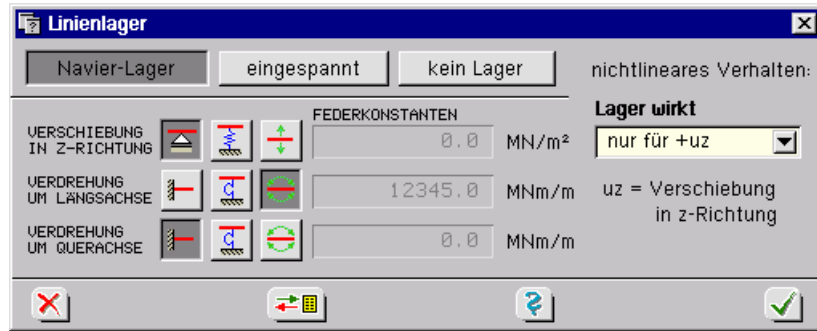 Linienlager
Navier-Lager eingespannt kein Lager
nichtlineares Verhalten:
FEDERKONSTANTEN
VERSCHIEBUNG
IN Z-RICHTUNG
0.0 MN/m²
VERDREHUNG
UM LÄNGSACHSE
12345.0 MNm/m
VERDREHUNG
UM QUERACHSE
0.0 MNm/m
Lager wirkt
nur für +uz
uz = Verschiebung
in z-Richtung